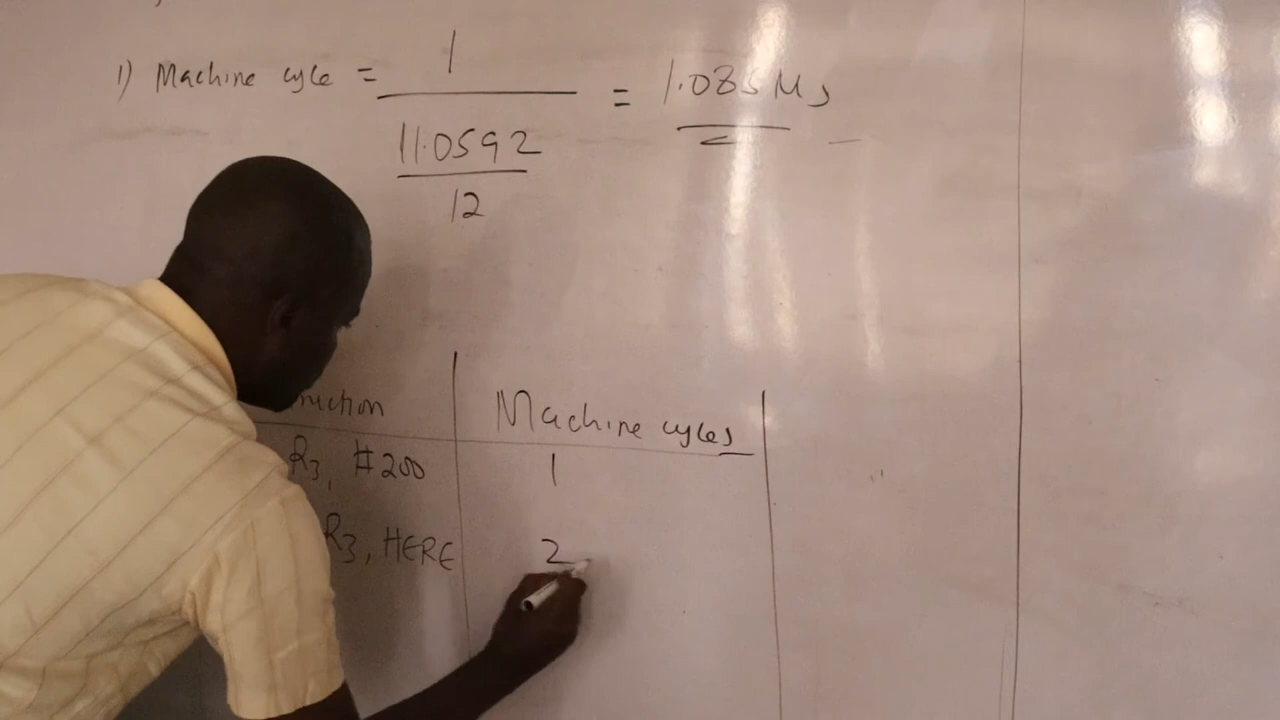 1) Machine cycle = 1 / 11.0592 / 12 = 1.085 Ms
Machine cycles
R3, #200 1
R3, HERE 2